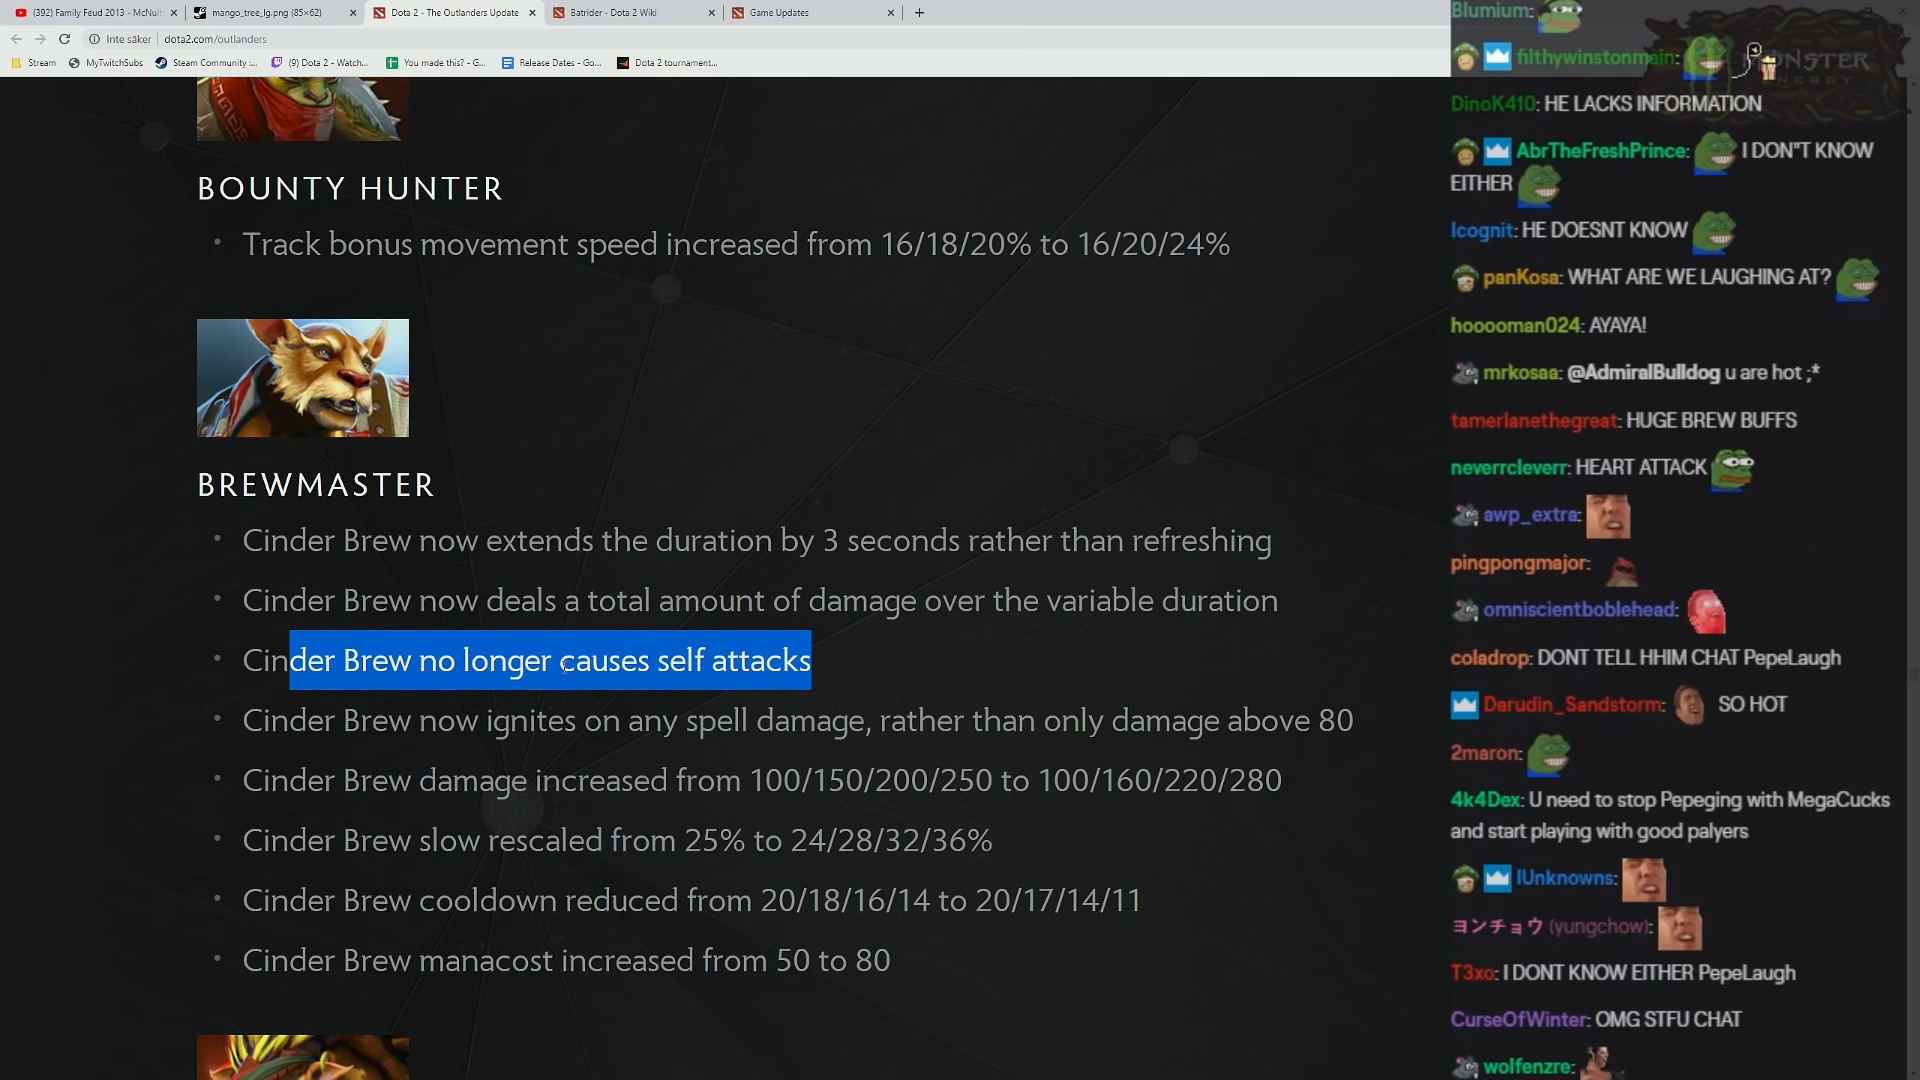 (392) Family Feud 2013 - McNult
mango_tree_lg.png (85×62)
Dota 2 - The Outlanders Update
Batrider - Dota 2 Wiki
Game Updates
Inte säker
dota2.com/outlanders
Stream
MyTwitchSubs
Steam Community :...
(9) Dota 2 - Watch...
You made this? - G...
Release Dates - Go...
Dota 2 tournament...
BOUNTY HUNTER
• Track bonus movement speed increased from 16/18/20% to 16/20/24%
BREWMASTER
• Cinder Brew now extends the duration by 3 seconds rather than refreshing
• Cinder Brew now deals a total amount of damage over the variable duration
• Cinder Brew no longer causes self attacks
• Cinder Brew now ignites on any spell damage, rather than only damage above 80
• Cinder Brew damage increased from 100/150/200/250 to 100/160/220/280
• Cinder Brew slow rescaled from 25% to 24/28/32/36%
• Cinder Brew cooldown reduced from 20/18/16/14 to 20/17/14/11
• Cinder Brew manacost increased from 50 to 80
Blumium:
filthywinstonmain:
MONSTER
ENERGY
DinoK410: HE LACKS INFORMATION
AbrTheFreshPrince: I DON"T KNOW
EITHER
Icognit: HE DOESNT KNOW
panKosa: WHAT ARE WE LAUGHING AT?
hooooman024: AYAYA!
mrkosaa: @AdmiralBulldog u are hot ;*
tamerlanethegreat: HUGE BREW BUFFS
neverrcleverr: HEART ATTACK
awp_extra:
pingpongmajor:
omniscientboblehead:
coladrop: DONT TELL HHIM CHAT PepeLaugh
Darudin_Sandstorm: SO HOT
2maron:
4k4Dex: U need to stop Pepeging with MegaCucks
and start playing with good palyers
IUnknowns:
ヨンチョウ (yungchow):
T3xo: I DONT KNOW EITHER PepeLaugh
CurseOfWinter: OMG STFU CHAT
wolfenzre: